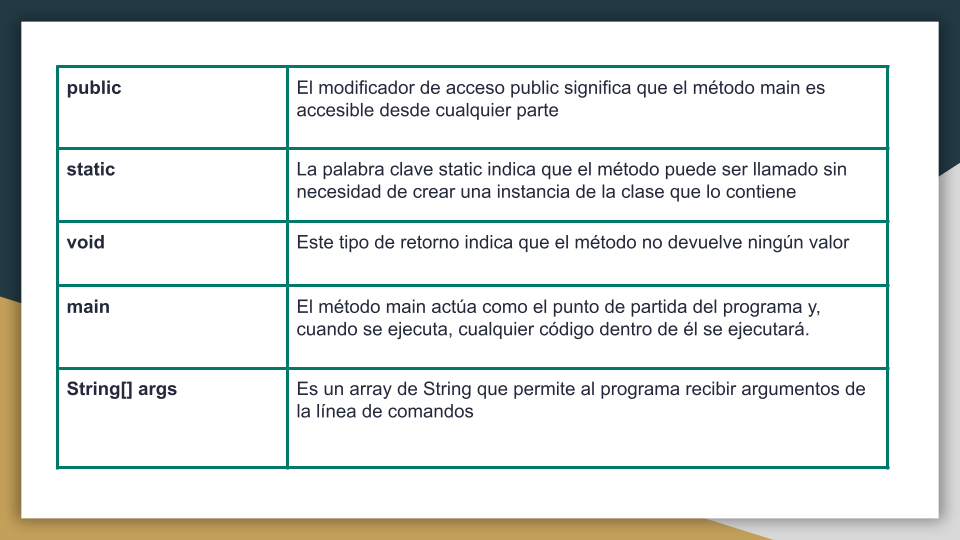 public
El modificador de acceso public significa que el método main es
accesible desde cualquier parte
static
La palabra clave static indica que el método puede ser llamado sin
necesidad de crear una instancia de la clase que lo contiene
void
Este tipo de retorno indica que el método no devuelve ningún valor
main
El método main actúa como el punto de partida del programa y,
cuando se ejecuta, cualquier código dentro de él se ejecutará.
String[] args
Es un array de String que permite al programa recibir argumentos de
la línea de comandos